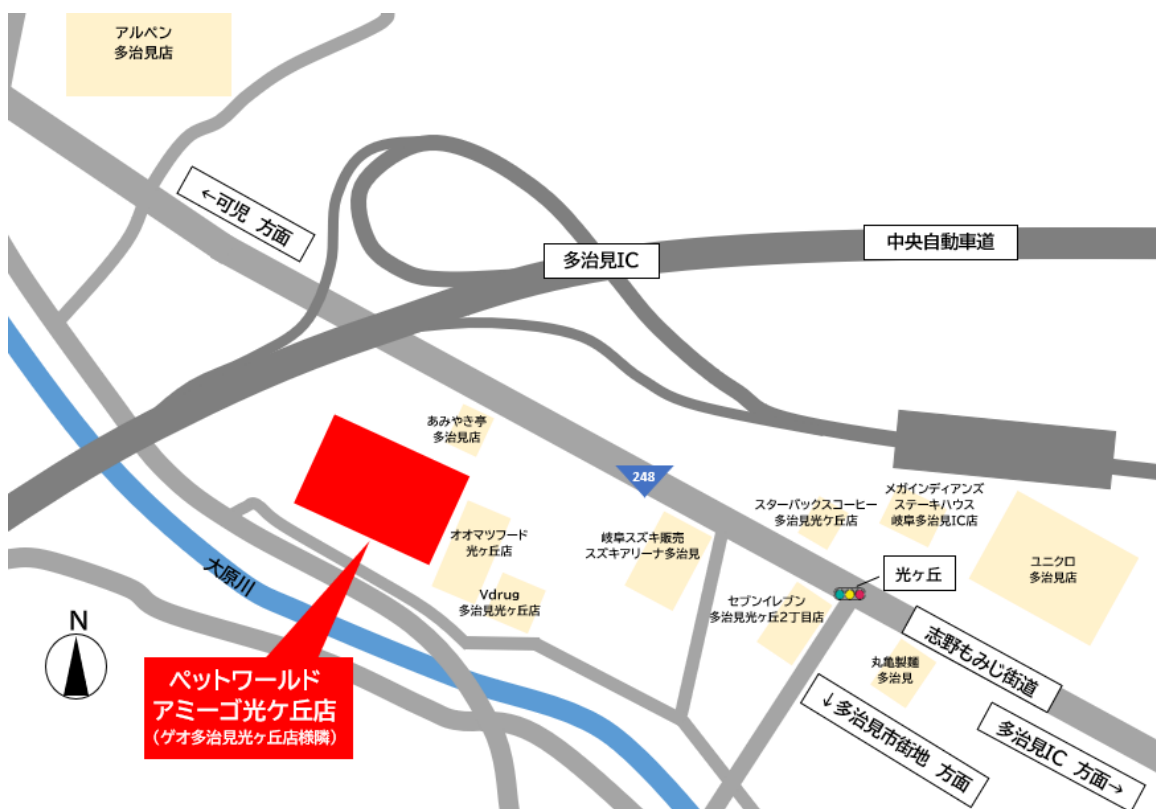 アルペン
多治見店
←可児 方面
多治見IC
中央自動車道
あみやき亭
多治見店
248
オオマツフード
光ヶ丘店
岐阜スズキ販売
スズキアリーナ多治見
スターバックスコーヒー
多治見光ケ丘店
メガインディアンズ
ステーキハウス
岐阜多治見IC店
ユニクロ
多治見店
光ヶ丘
大原川
Vdrug
多治見光ヶ丘店
セブンイレブン
多治見光ヶ丘2丁目店
丸亀製麺
多治見
志野もみじ街道
N
ペットワールド
アミーゴ光ケ丘店
(ゲオ多治見光ヶ丘店様隣)
↓多治見市街地 方面
多治見IC 方面→